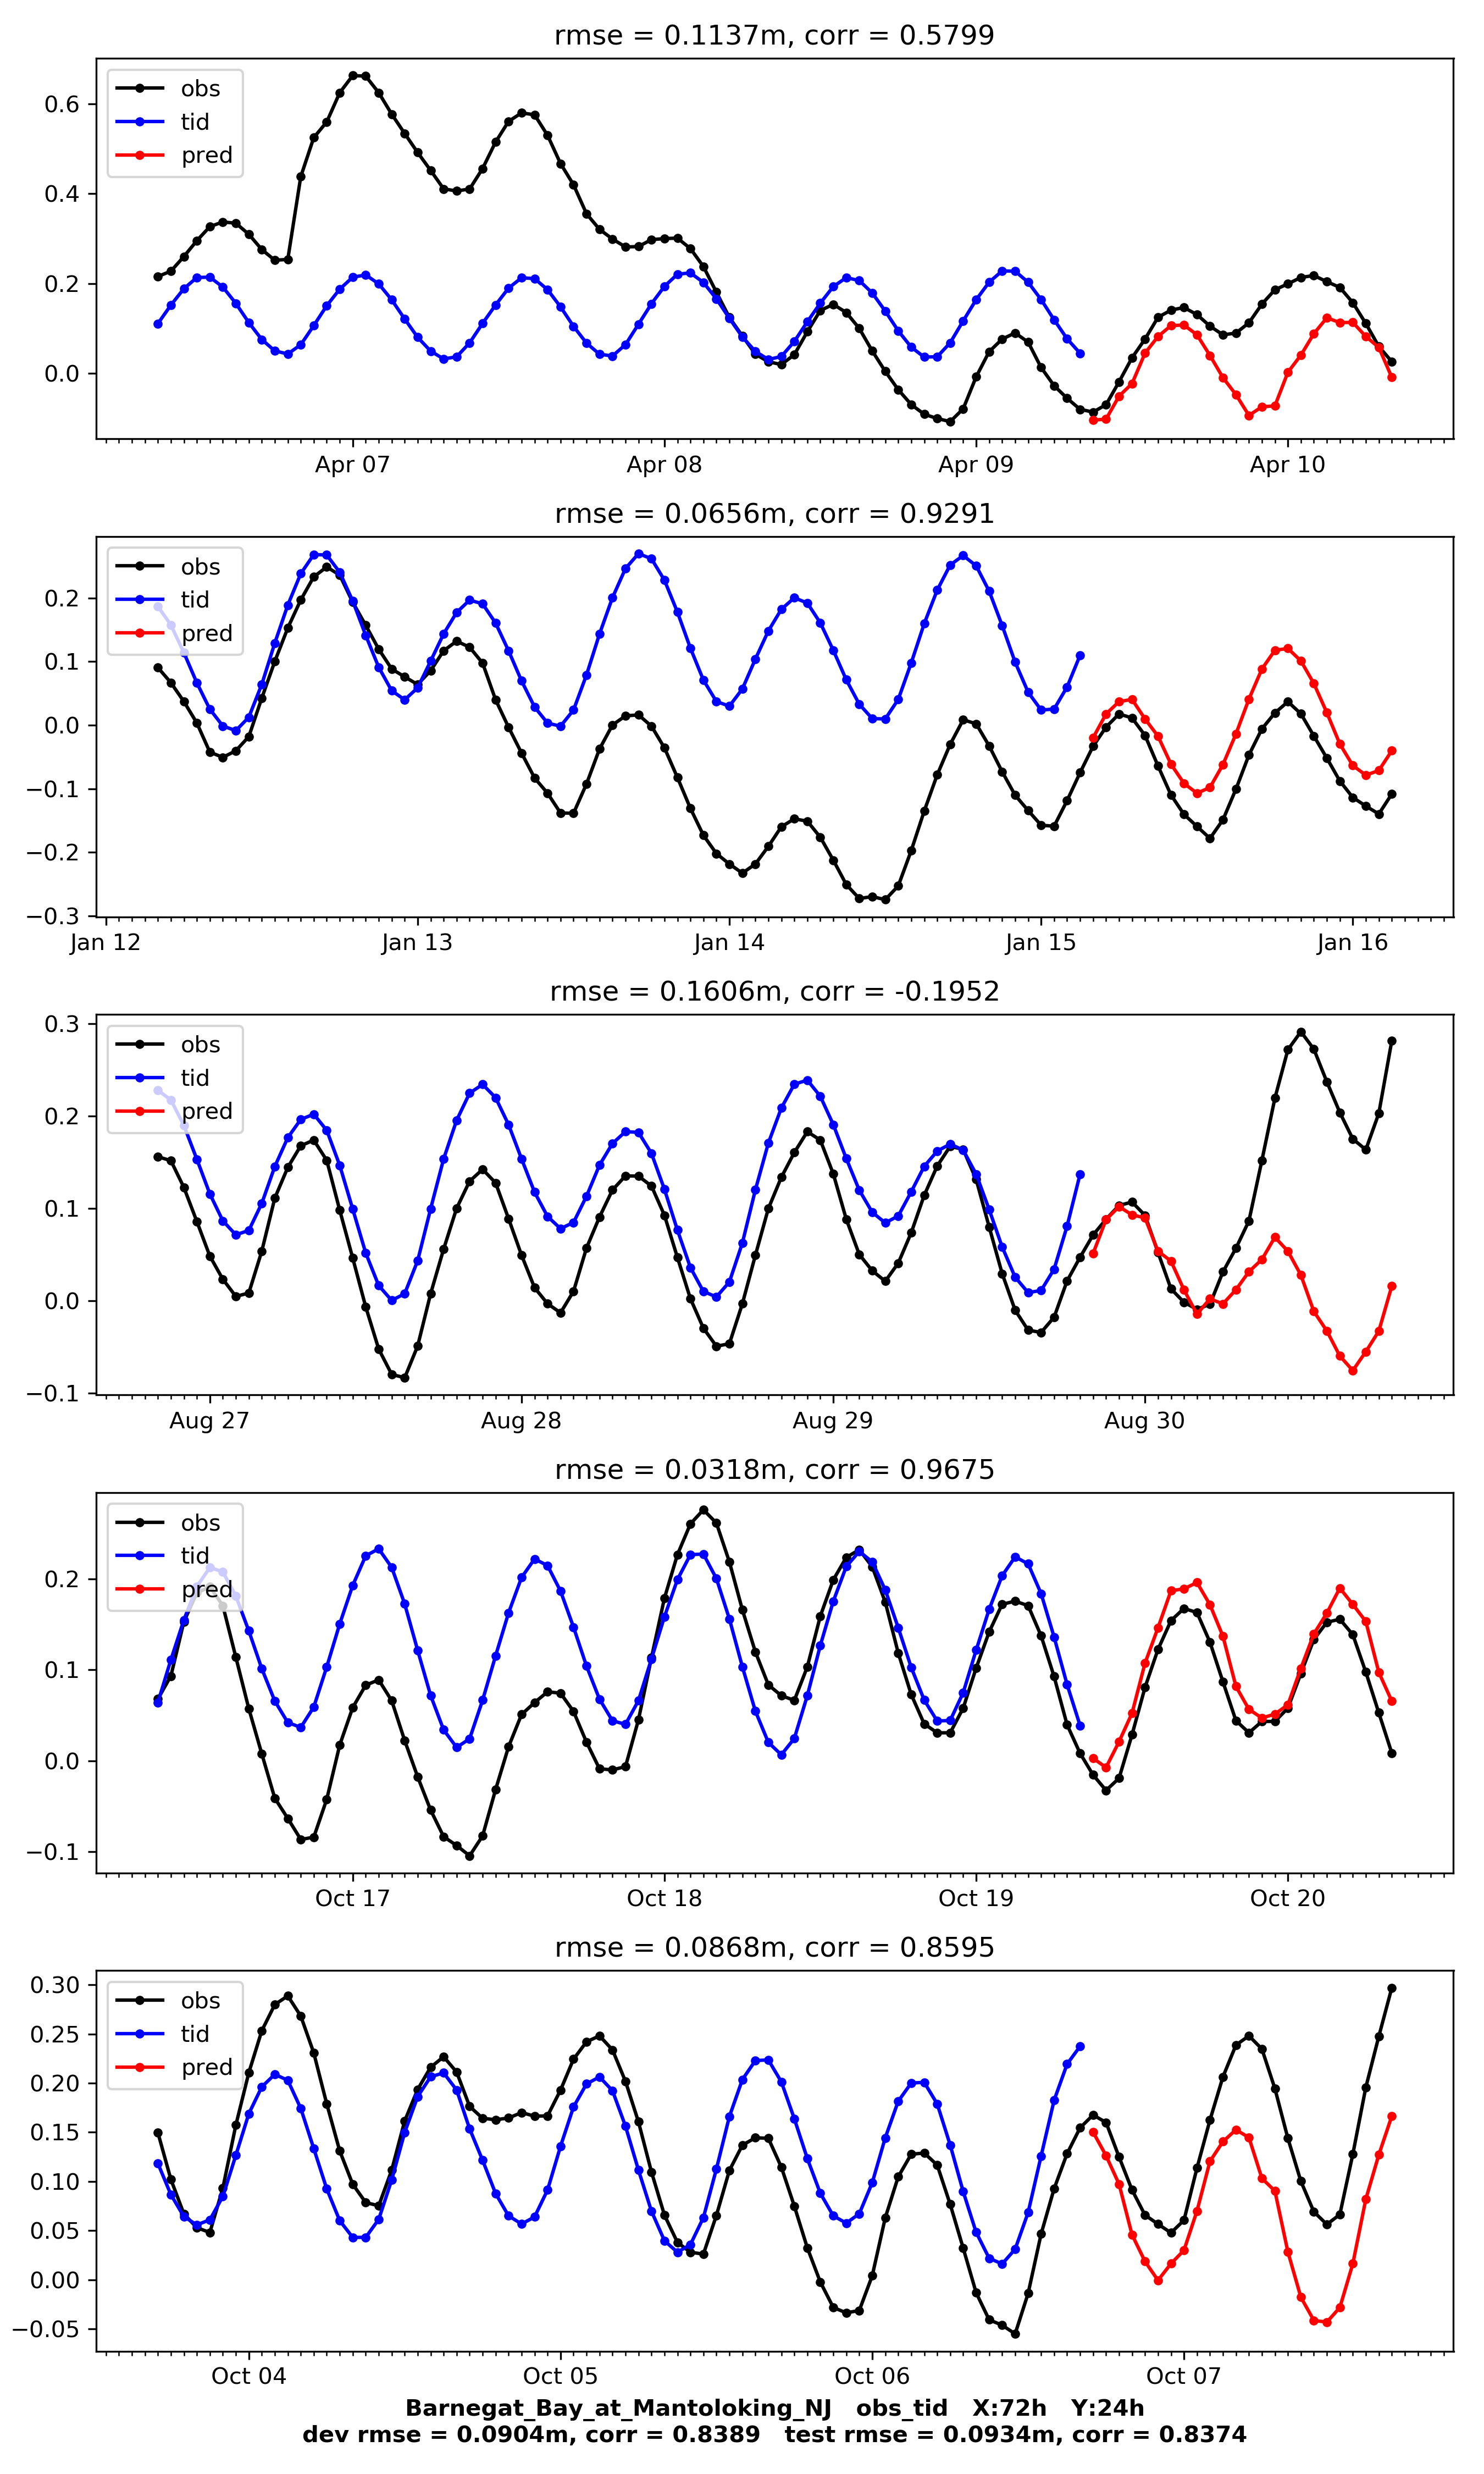 rmse = 0.1137m, corr = 0.5799
obs
tid
pred
0.6
0.4
0.2
0.0
Apr 07 Apr 08 Apr 09 Apr 10
rmse = 0.0656m, corr = 0.9291
obs
tid
pred
0.2
0.1
0.0
−0.1
−0.2
−0.3
Jan 12 Jan 13 Jan 14 Jan 15 Jan 16
rmse = 0.1606m, corr = -0.1952
obs
tid
pred
0.3
0.2
0.1
0.0
−0.1
Aug 27 Aug 28 Aug 29 Aug 30
rmse = 0.0318m, corr = 0.9675
obs
tid
pred
0.2
0.1
0.0
−0.1
Oct 17 Oct 18 Oct 19 Oct 20
rmse = 0.0868m, corr = 0.8595
obs
tid
pred
0.30
0.25
0.20
0.15
0.10
0.05
0.00
−0.05
Oct 04 Oct 05 Oct 06 Oct 07
Barnegat_Bay_at_Mantoloking_NJ obs_tid X:72h Y:24h
dev rmse = 0.0904m, corr = 0.8389 test rmse = 0.0934m, corr = 0.8374